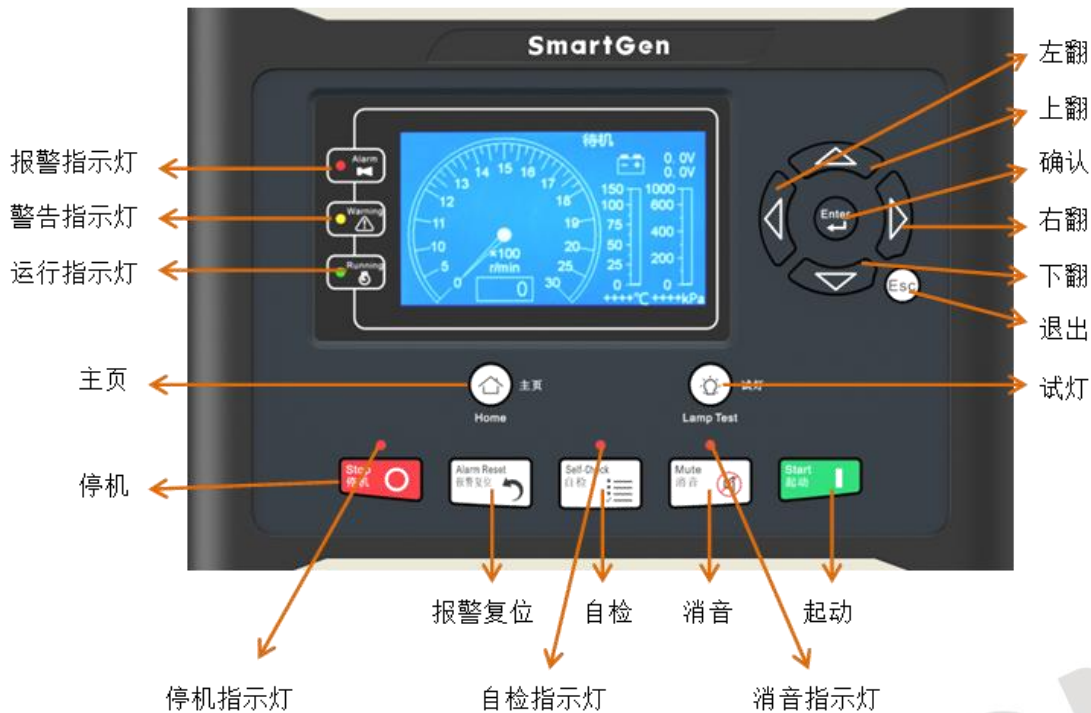 SmartGen
左翻
上翻
确认
右翻
下翻
退出
试灯
报警指示灯
警告指示灯
运行指示灯
主页
停机
Alarm
Warning
Running
待机
0.0V
0.0V
0
5
10
11
12
13
14
15
16
17
18
19
20
25
30
×100
r/min
0
150
100
75
50
25
0
1000
600
400
200
0
++++℃ ++++kPa
Enter
Esc
主页
Home
试灯
Lamp Test
Stop
停机
Alarm Reset
报警复位
Self-Check
自检
Mute
消音
Start
起动
报警复位
自检
消音
起动
停机指示灯
自检指示灯
消音指示灯